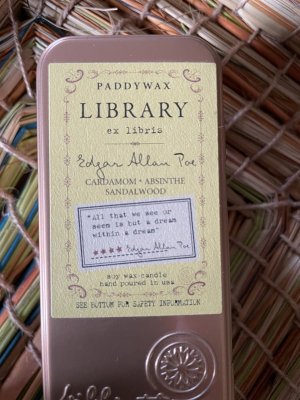 PADDYWAX
LIBRARY
ex libris
Edgar Allan Poe
CARDAMOM • ABSINTHE
SANDALWOOD
"All that we see or
seem is but a dream
within a dream"
Edgar Allan Poe
soy wax candle
hand poured in usa
SEE BOTTOM FOR SAFETY INFORMATION